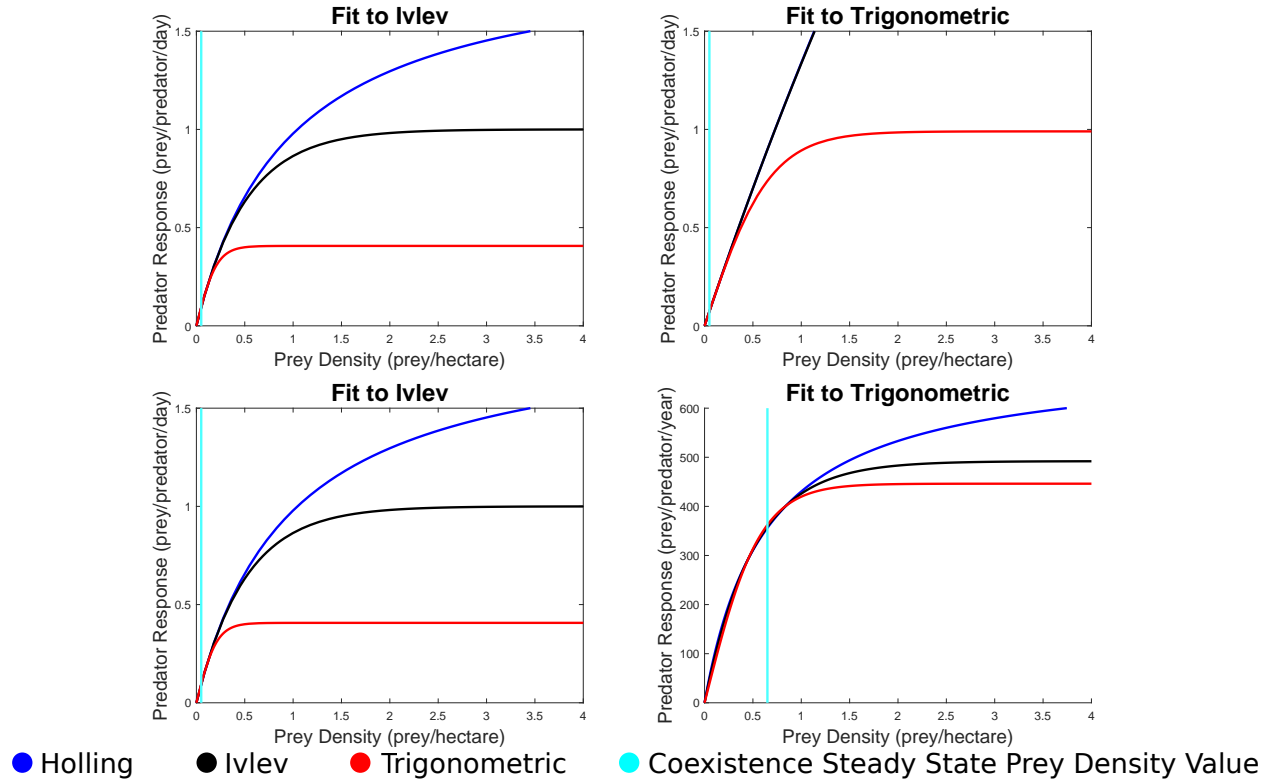 Fit to Ivlev
Predator Response (prey/predator/day)
1.5
1
0.5
0
0 0.5 1 1.5 2 2.5 3 3.5 4
Prey Density (prey/hectare)
Fit to Trigonometric
Predator Response (prey/predator/day)
1.5
1
0.5
0
0 0.5 1 1.5 2 2.5 3 3.5 4
Prey Density (prey/hectare)
Fit to Ivlev
Predator Response (prey/predator/day)
1.5
1
0.5
0
0 0.5 1 1.5 2 2.5 3 3.5 4
Prey Density (prey/hectare)
Fit to Trigonometric
Predator Response (prey/predator/year)
600
500
400
300
200
100
0
0 0.5 1 1.5 2 2.5 3 3.5 4
Prey Density (prey/hectare)
Holling Ivlev Trigonometric Coexistence Steady State Prey Density Value